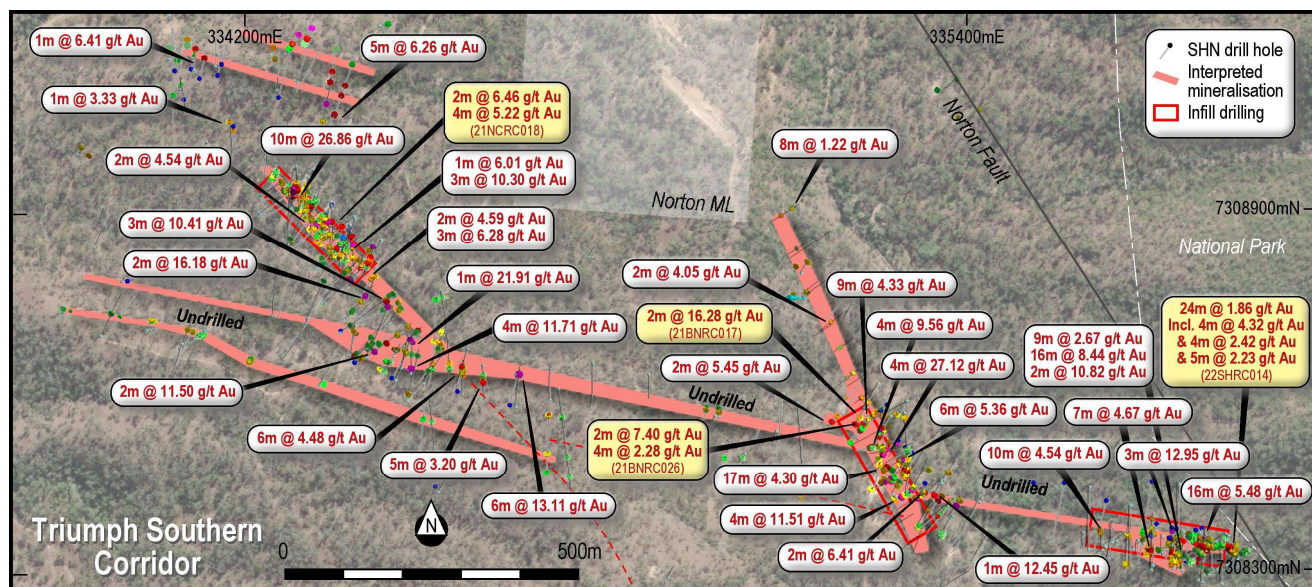 334200mE
335400mE
1m @ 6.41 g/t Au
5m @ 6.26 g/t Au
SHN drill hole
Interpreted
mineralisation
Infill drilling
1m @ 3.33 g/t Au
2m @ 6.46 g/t Au
4m @ 5.22 g/t Au
(21NCRC018)
Norton Fault
10m @ 26.86 g/t Au
8m @ 1.22 g/t Au
2m @ 4.54 g/t Au
1m @ 6.01 g/t Au
3m @ 10.30 g/t Au
Norton ML
7308900mN
3m @ 10.41 g/t Au
2m @ 4.59 g/t Au
3m @ 6.28 g/t Au
National Park
2m @ 16.18 g/t Au
1m @ 21.91 g/t Au
2m @ 4.05 g/t Au
9m @ 4.33 g/t Au
Undrilled
4m @ 11.71 g/t Au
2m @ 16.28 g/t Au
(21BNRC017)
4m @ 9.56 g/t Au
9m @ 2.67 g/t Au
16m @ 8.44 g/t Au
2m @ 10.82 g/t Au
24m @ 1.86 g/t Au
Incl. 4m @ 4.32 g/t Au
& 4m @ 2.42 g/t Au
& 5m @ 2.23 g/t Au
(22SHRC014)
2m @ 5.45 g/t Au
4m @ 27.12 g/t Au
2m @ 11.50 g/t Au
Undrilled
6m @ 5.36 g/t Au
7m @ 4.67 g/t Au
6m @ 4.48 g/t Au
2m @ 7.40 g/t Au
4m @ 2.28 g/t Au
(21BNRC026)
10m @ 4.54 g/t Au
3m @ 12.95 g/t Au
5m @ 3.20 g/t Au
17m @ 4.30 g/t Au
Undrilled
16m @ 5.48 g/t Au
6m @ 13.11 g/t Au
4m @ 11.51 g/t Au
Triumph Southern
Corridor
N
0
500m
2m @ 6.41 g/t Au
1m @ 12.45 g/t Au
7308300mN